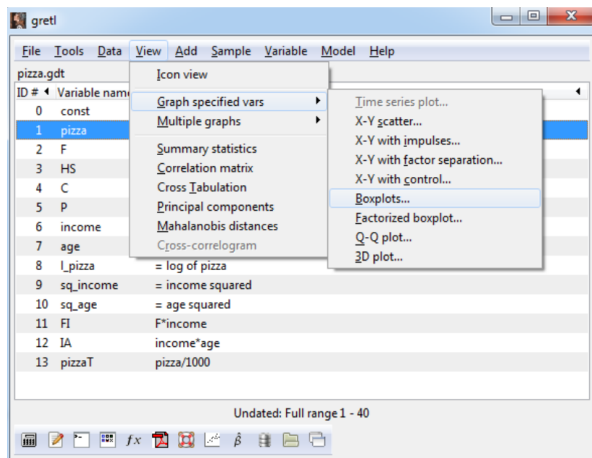 gretl
File Tools Data View Add Sample Variable Model Help
pizza.gdt
ID # Variable name
0 const
1 pizza
2 F
3 HS
4 C
5 P
6 income
7 age
8 l_pizza = log of pizza
9 sq_income = income squared
10 sq_age = age squared
11 FI F*income
12 IA income*age
13 pizzaT pizza/1000
Icon view
Graph specified vars
Multiple graphs
Summary statistics
Correlation matrix
Cross Tabulation
Principal components
Mahalanobis distances
Cross-correlogram
Time series plot...
X-Y scatter...
X-Y with impulses...
X-Y with factor separation...
X-Y with control...
Boxplots...
Factorized boxplot...
Q-Q plot...
3D plot...
Undated: Full range 1 - 40
fx β̂